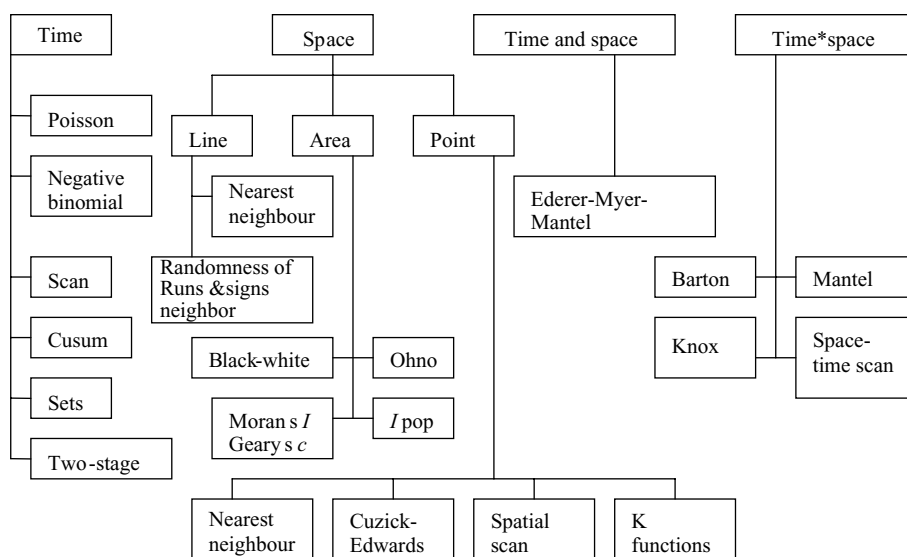 Time
Space
Time and space
Time*space
Poisson
Line
Area
Point
Negative
binomial
Nearest
neighbour
Ederer-Myer-
Mantel
Randomness of
Runs &signs
neighbor
Scan
Barton
Mantel
Cusum
Black-white
Ohno
Knox
Space-
time scan
Sets
Moran s I
Geary s c
I pop
Two-stage
Nearest
neighbour
Cuzick-
Edwards
Spatial
scan
K
functions